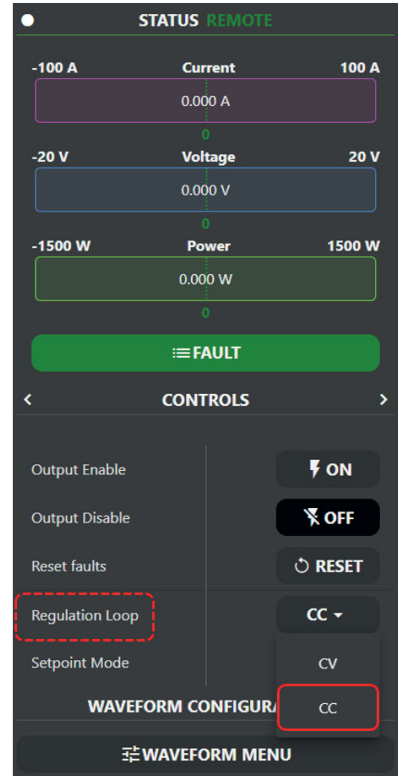 STATUS REMOTE
-100 A Current 100 A
0.000 A
0
-20 V Voltage 20 V
0.000 V
0
-1500 W Power 1500 W
0.000 W
0
FAULT
CONTROLS
Output Enable ON
Output Disable OFF
Reset faults RESET
Regulation Loop CC
Setpoint Mode CV
WAVEFORM CONFIGURA CC
WAVEFORM MENU